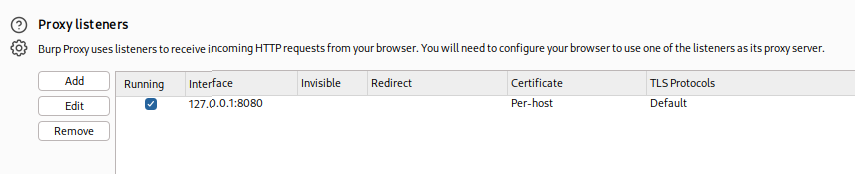 Proxy listeners
Burp Proxy uses listeners to receive incoming HTTP requests from your browser. You will need to configure your browser to use one of the listeners as its proxy server.
Add
Edit
Remove
Running Interface Invisible Redirect Certificate TLS Protocols
127.0.0.1:8080 Per-host Default